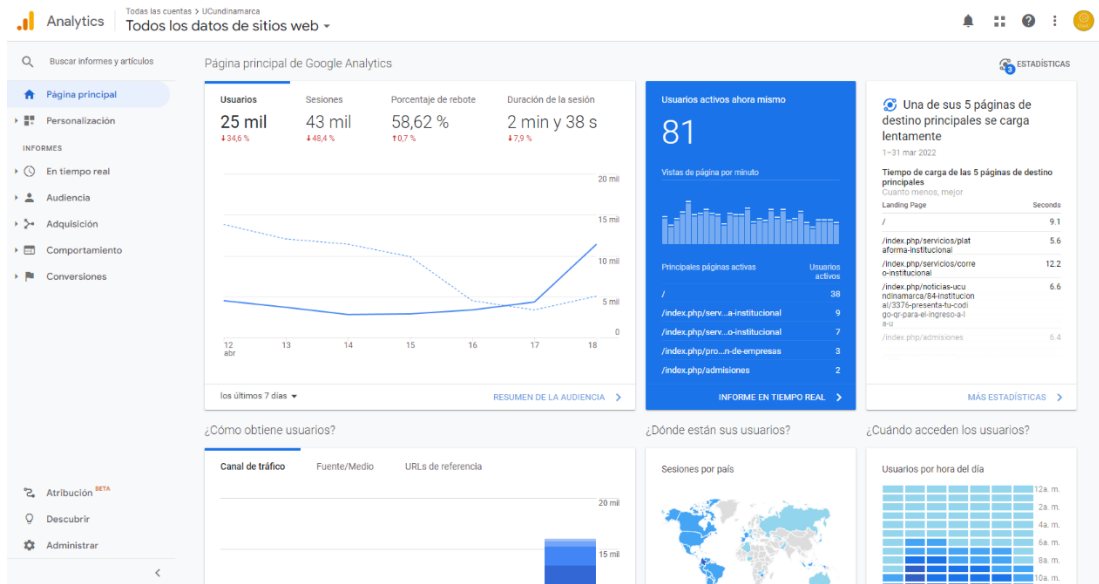 Analytics
Todas las cuentas > UCundinamarca
Todos los datos de sitios web
Buscar informes y artículos
Página principal
Personalización
INFORMES
En tiempo real
Audiencia
Adquisición
Comportamiento
Conversiones
Atribución BETA
Descubrir
Administrar
Página principal de Google Analytics
3 ESTADÍSTICAS
Usuarios Sesiones Porcentaje de rebote Duración de la sesión
25 mil 43 mil 58,62 % 2 min y 38 s
34,6 % 48,4 % 0,7 % 7,9 %
20 mil
15 mil
10 mil
5 mil
0
12 13 14 15 16 17 18
abr
los últimos 7 días
RESUMEN DE LA AUDIENCIA
Usuarios activos ahora mismo
81
Vistas de página por minuto
Principales páginas activas Usuarios
activos
/ 38
/index.php/serv...a-institucional 9
/index.php/serv...o-institucional 7
/index.php/pro...n-de-empresas 3
/index.php/admisiones 2
INFORME EN TIEMPO REAL
Una de sus 5 páginas de
destino principales se carga
lentamente
1–31 mar 2022
Tiempo de carga de las 5 páginas de destino
principales
Cuanto menos, mejor
Landing Page Seconds
/ 9.1
/index.php/servicios/plat 5.6
aforma-institucional
/index.php/servicios/corre 12.2
o-institucional
/index.php/noticias-ucu 6.6
ndinamarca/84-institucion
al/3376-presenta-tu-codi
go-qr-para-el-ingreso-a-l
a-u
/index.php/admisiones 6.4
MÁS ESTADÍSTICAS
¿Cómo obtiene usuarios?
Canal de tráfico Fuente/Medio URLs de referencia
20 mil
15 mil
¿Dónde están sus usuarios?
Sesiones por país
¿Cuándo acceden los usuarios?
Usuarios por hora del día
12a. m.
2a. m.
4a. m.
6a. m.
8a. m.
10a. m.